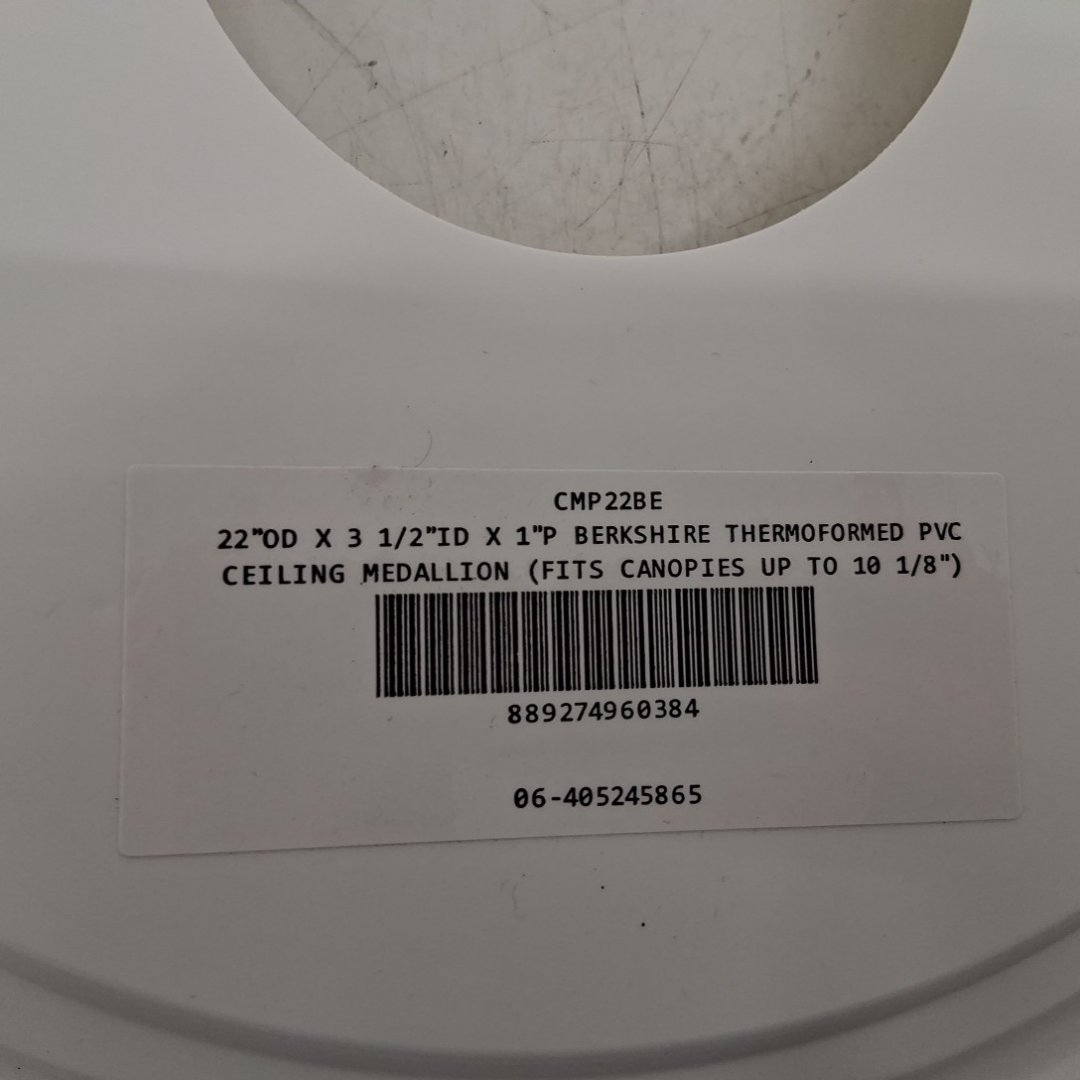 CMP22BE
22"OD X 3 1/2"ID X 1"P BERKSHIRE THERMOFORMED PVC
CEILING MEDALLION (FITS CANOPIES UP TO 10 1/8")
889274960384
06-405245865